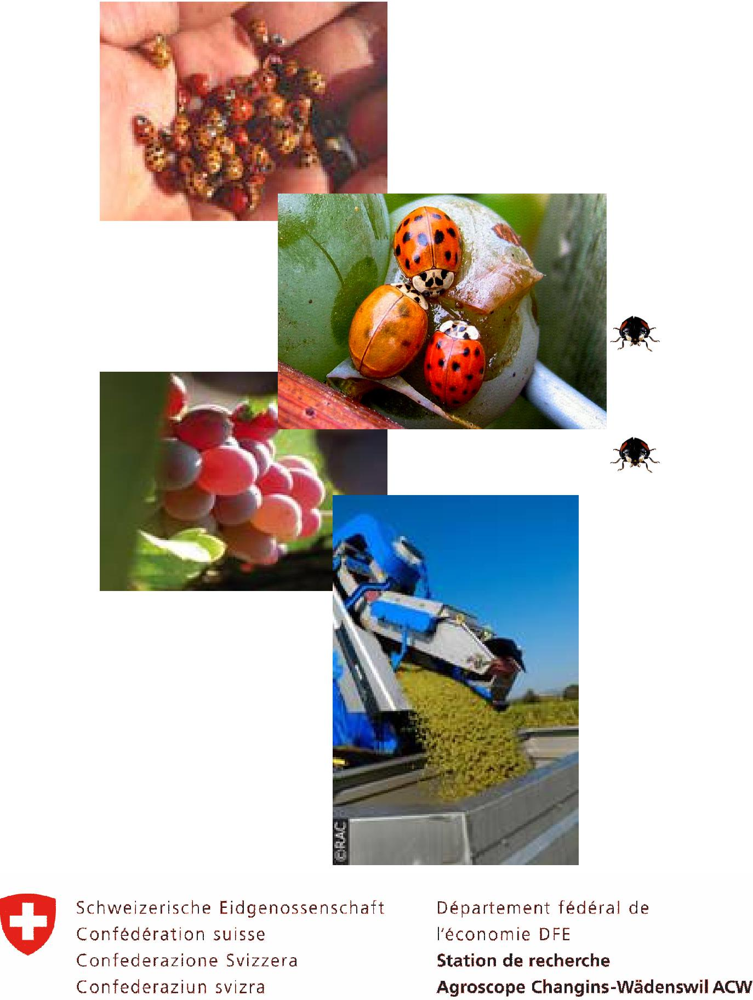 ©RAC
Schweizerische Eidgenossenschaft
Confédération suisse
Confederazione Svizzera
Confederaziun svizra
Département fédéral de
l'économie DFE
Station de recherche
Agroscope Changins-Wädenswil ACW